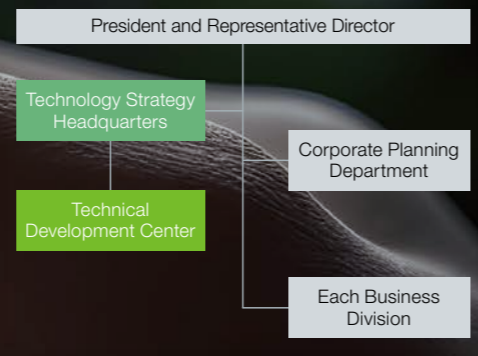 President and Representative Director
Technology Strategy
Headquarters
Corporate Planning
Department
Technical
Development Center
Each Business
Division